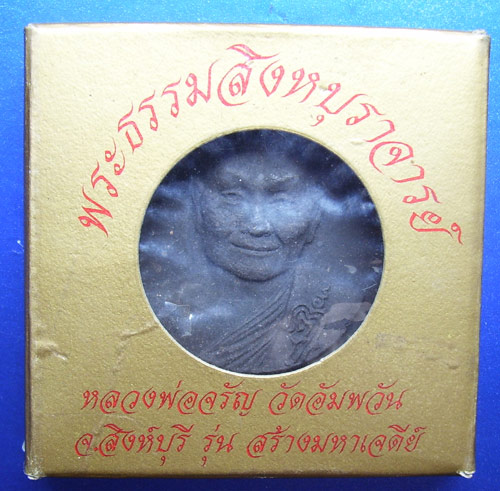 พระธรรมสิงหบุราจารย์
หลวงพ่อจรัญ วัดอัมพวัน
จ.สิงห์บุรี รุ่น สร้างมหาเจดีย์